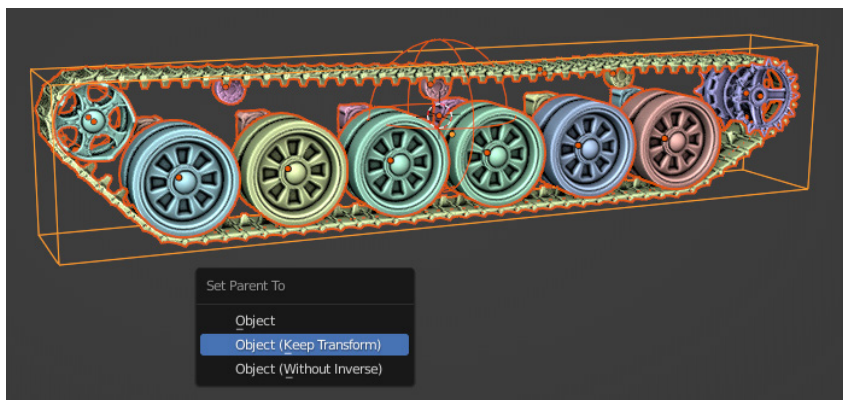 Set Parent To
Object
Object (Keep Transform)
Object (Without Inverse)